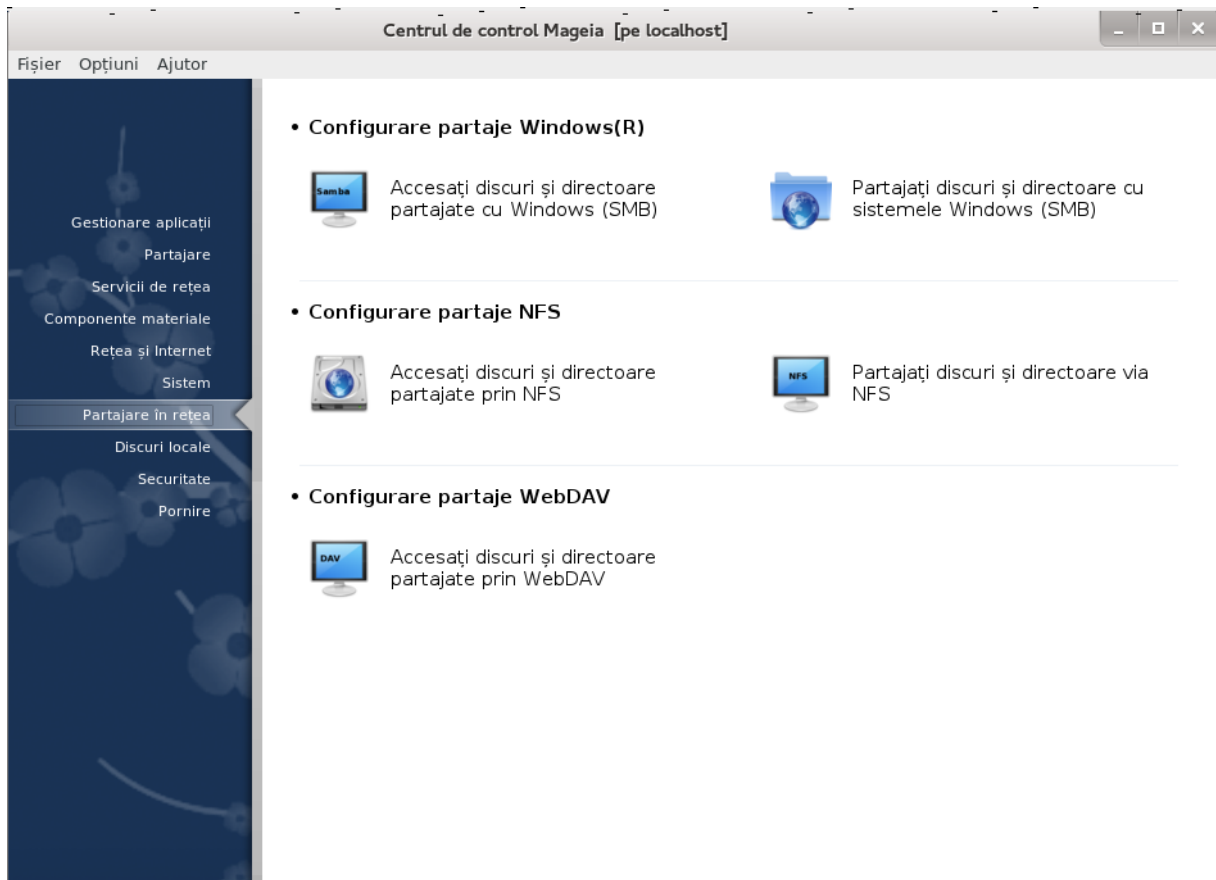 Centrul de control Mageia [pe localhost]
Fișier Opțiuni Ajutor
Gestionare aplicații
Partajare
Servicii de rețea
Componente materiale
Rețea și Internet
Sistem
Partajare în rețea
Discuri locale
Securitate
Pornire
• Configurare partaje Windows(R)
Samba
Accesați discuri și directoare
partajate cu Windows (SMB)
Partajați discuri și directoare cu
sistemele Windows (SMB)
• Configurare partaje NFS
Accesați discuri și directoare
partajate prin NFS
NFS
Partajați discuri și directoare via
NFS
• Configurare partaje WebDAV
DAV
Accesați discuri și directoare
partajate prin WebDAV